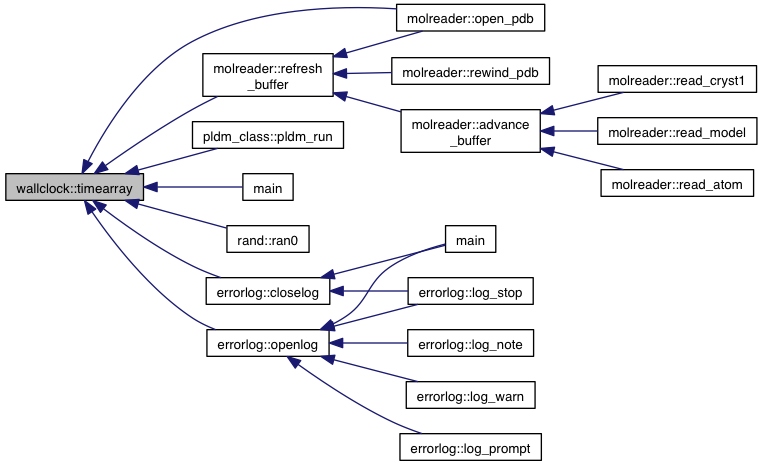 molreader::open_pdb
molreader::refresh
_buffer
molreader::rewind_pdb
molreader::read_cryst1
molreader::advance
_buffer
pldm_class::pldm_run
molreader::read_model
wallclock::timearray
main
molreader::read_atom
rand::ran0
main
errorlog::closelog
errorlog::log_stop
errorlog::openlog
errorlog::log_note
errorlog::log_warn
errorlog::log_prompt